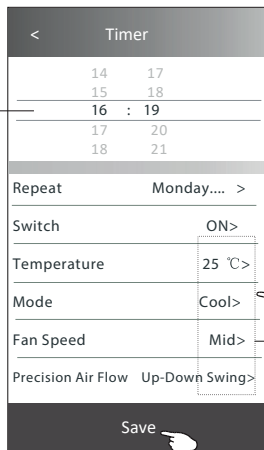 < Timer
14 17
15 18
16 : 19
17 20
18 21
Repeat Monday.... >
Switch ON>
Temperature 25 ℃>
Mode Cool>
Fan Speed Mid>
Precision Air Flow Up-Down Swing>
Save